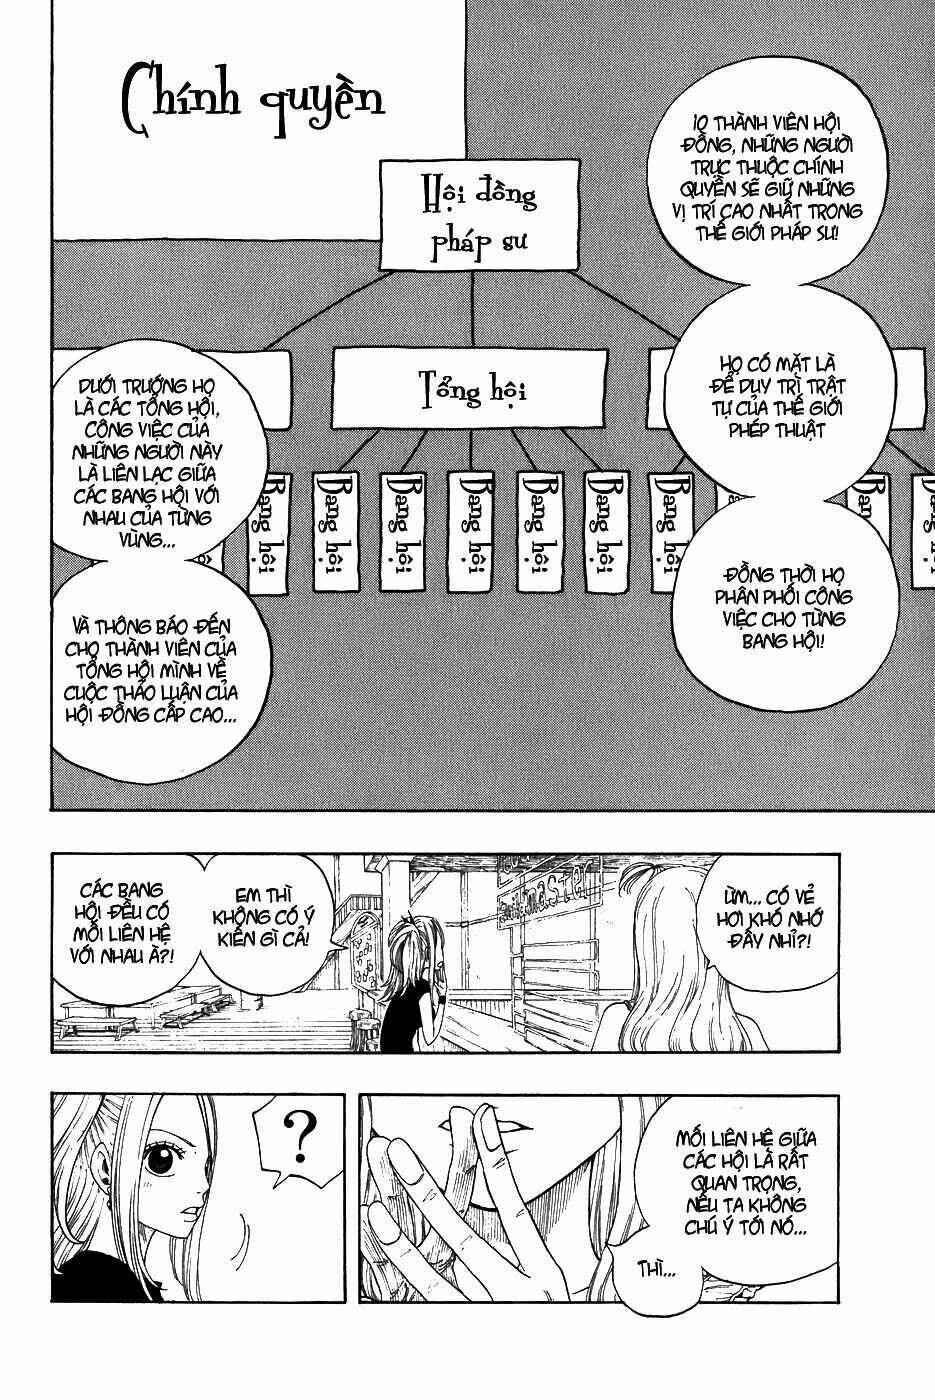 Chính quyền
Hội đồng
pháp sư
10 THÀNH VIÊN HỘI
ĐỒNG, NHỮNG NGƯỜI
TRỰC THUỘC CHÍNH
QUYỀN SẼ GIỮ NHỮNG
VỊ TRÍ CAO NHẤT TRONG
THẾ GIỚI PHÁP SƯ!
HỌ CÓ MẶT LÀ
ĐỂ DUY TRÌ TRẬT
TỰ CỦA THẾ GIỚI
PHÉP THUẬT
ĐỒNG THỜI HỌ
PHÂN PHỐI CÔNG
VIỆC CHO TỪNG
BANG HỘI!
Tổng hội
DƯỚI TRƯỚNG HỌ
LÀ CÁC TỔNG HỘI,
CÔNG VIỆC CỦA
NHỮNG NGƯỜI NÀY
LÀ LIÊN LẠC GIỮA
CÁC BANG HỘI VỚI
NHAU CỦA TỪNG
VÙNG...
VÀ THÔNG BÁO ĐẾN
CHO THÀNH VIÊN CỦA
TỔNG HỘI MÌNH VỀ
CUỘC THẢO LUẬN CỦA
HỘI ĐỒNG CẤP CAO...
Bang hội
Bang hội
Bang hội
Bang hội
Bang hội
Bang hội
Bang hội
ỪM... CÓ VẺ
HƠI KHÓ NHỚ
ĐẤY NHỈ?!
EM THÌ
KHÔNG CÓ Ý
KIẾN GÌ CẢ!
CÁC BANG
HỘI ĐỀU CÓ
MỐI LIÊN HỆ
VỚI NHAU À?!
MỐI LIÊN HỆ GIỮA
CÁC HỘI LÀ RẤT
QUAN TRỌNG,
NẾU TA KHÔNG
CHÚ Ý TỚI NÓ...
THÌ...
?